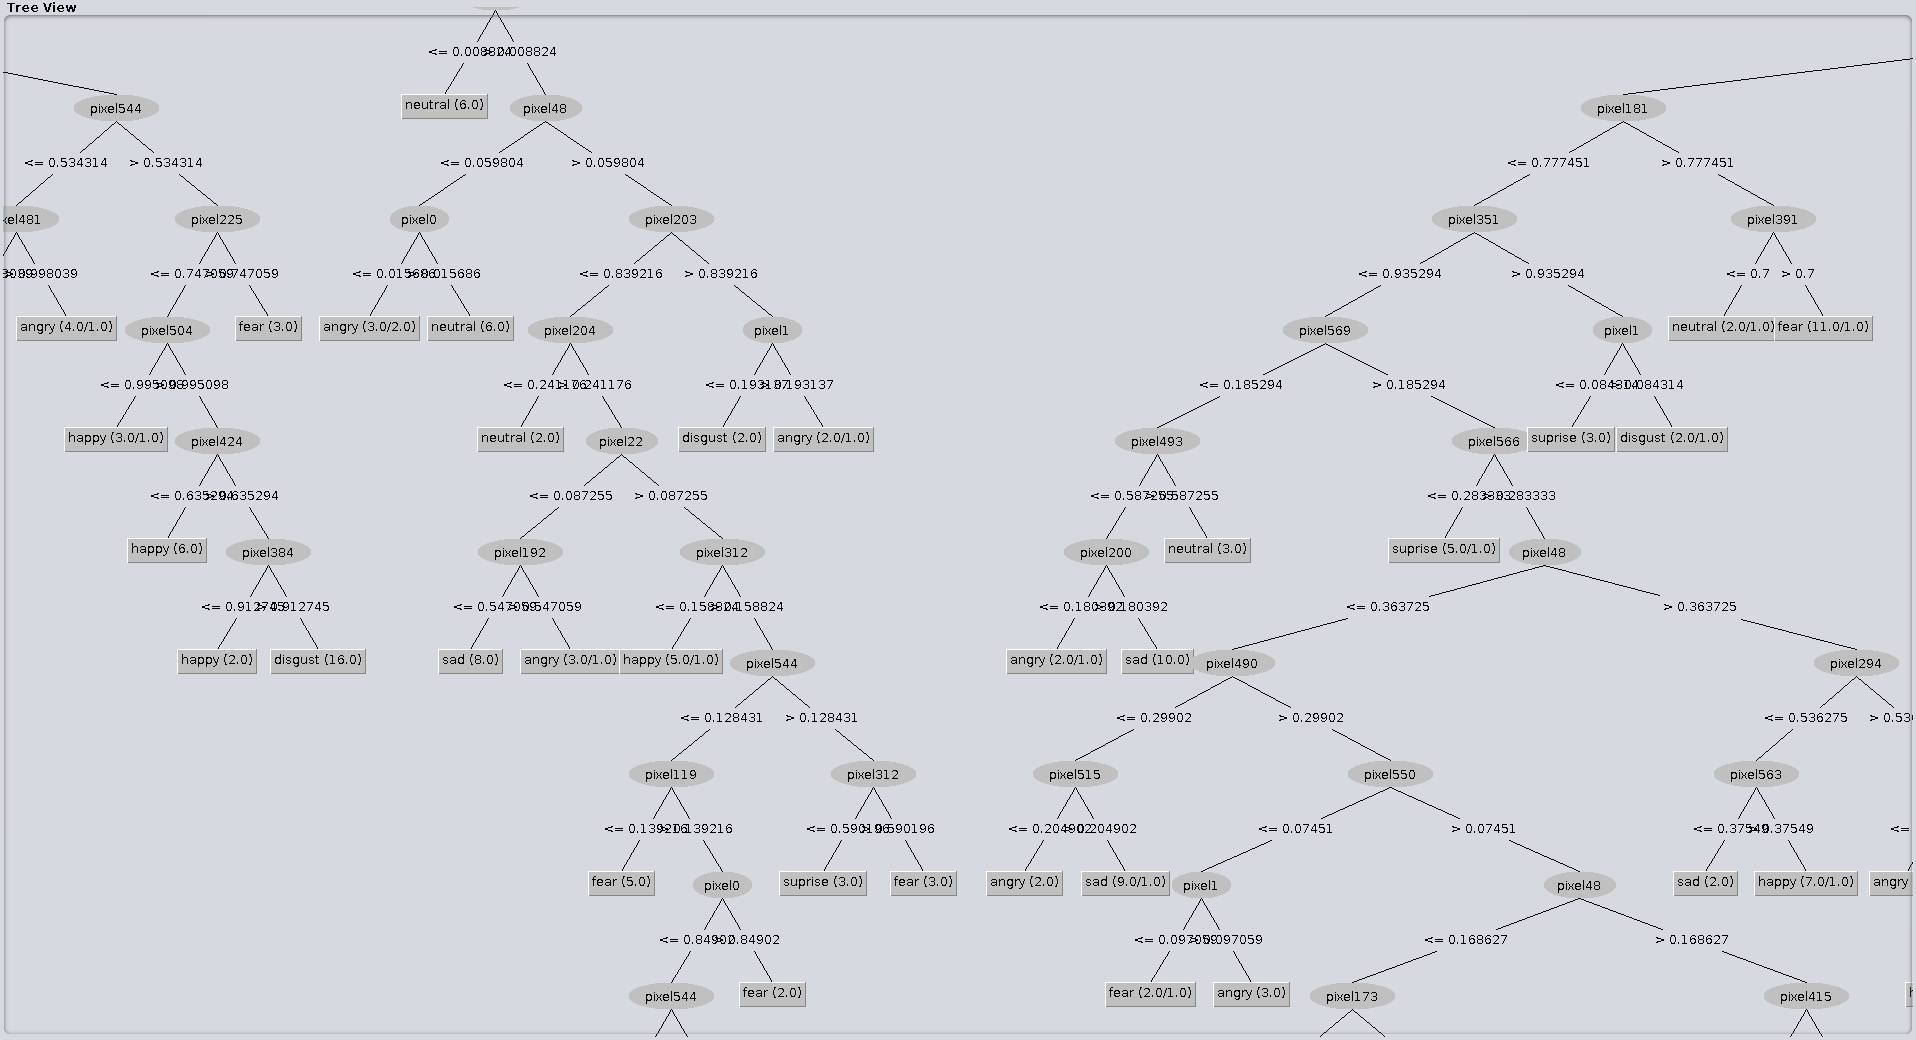 Tree View
<= 0.008824 > 0.008824
neutral (6.0) pixel48
pixel544 pixel181
<= 0.534314 > 0.534314 <= 0.059804 > 0.059804 <= 0.777451 > 0.777451
pixel225 pixel0 pixel203 pixel351 pixel391
<= 0.747059 > 0.747059 <= 0.015686 > 0.015686 <= 0.839216 > 0.839216 <= 0.935294 > 0.935294 <= 0.7 > 0.7
angry (4.0/1.0) pixel504 fear (3.0) angry (3.0/2.0) neutral (6.0) pixel204 pixel1 pixel569 pixel1 neutral (2.0/1.0) fear (11.0/1.0)
<= 0.995098 > 0.995098 <= 0.241176 > 0.241176 <= 0.193137 > 0.193137 <= 0.185294 > 0.185294 <= 0.084314 > 0.084314
happy (3.0/1.0) pixel424 neutral (2.0) pixel22 disgust (2.0) angry (2.0/1.0) pixel493 pixel566 suprise (3.0) disgust (2.0/1.0)
<= 0.635294 > 0.635294 <= 0.087255 > 0.087255 <= 0.587255 > 0.587255 <= 0.283333 > 0.283333
happy (6.0) pixel384 pixel192 pixel312 pixel200 neutral (3.0) suprise (5.0/1.0) pixel48
<= 0.912745 > 0.912745 <= 0.547059 > 0.547059 <= 0.158824 > 0.158824 <= 0.180392 > 0.180392 <= 0.363725 > 0.363725
happy (2.0) disgust (16.0) sad (8.0) angry (3.0/1.0) happy (5.0/1.0) pixel544 angry (2.0/1.0) sad (10.0) pixel490 pixel294
<= 0.128431 > 0.128431 <= 0.29902 > 0.29902 <= 0.536275
pixel119 pixel312 pixel515 pixel550 pixel563
<= 0.139216 > 0.139216 <= 0.590196 > 0.590196 <= 0.204902 > 0.204902 <= 0.07451 > 0.07451 <= 0.37549 > 0.37549 <=
fear (5.0) pixel0 suprise (3.0) fear (3.0) angry (2.0) sad (9.0/1.0) pixel1 pixel48 sad (2.0) happy (7.0/1.0) angry
<= 0.84902 > 0.84902 <= 0.097059 > 0.097059 <= 0.168627 > 0.168627
pixel544 fear (2.0) fear (2.0/1.0) angry (3.0) pixel173 pixel415